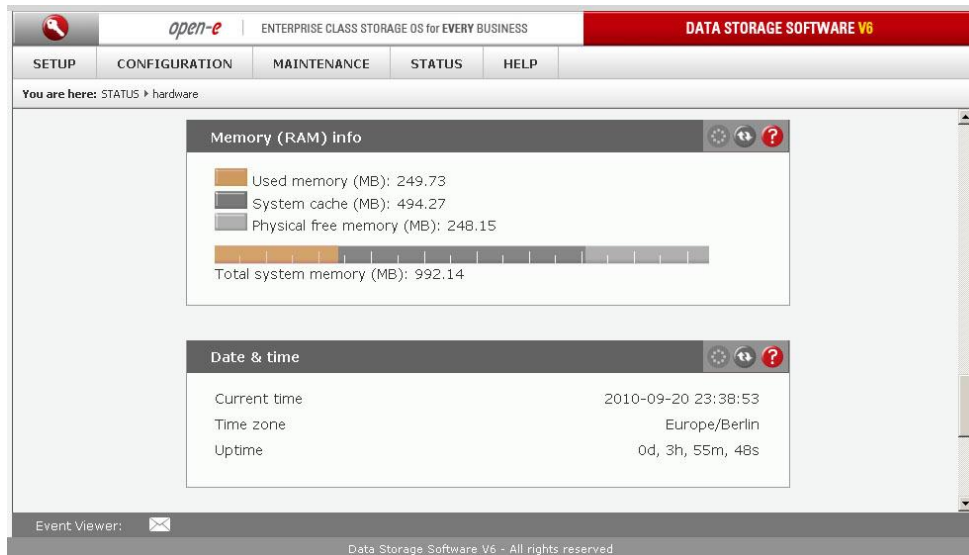 open-e ENTERPRISE CLASS STORAGE OS for EVERY BUSINESS DATA STORAGE SOFTWARE V6
SETUP CONFIGURATION MAINTENANCE STATUS HELP
You are here: STATUS hardware
Memory (RAM) info ?
Used memory (MB): 249.73
System cache (MB): 494.27
Physical free memory (MB): 248.15
Total system memory (MB): 992.14
Date & time ?
Current time 2010-09-20 23:38:53
Time zone Europe/Berlin
Uptime 0d, 3h, 55m, 48s
Event Viewer:
Data Storage Software V6 - All rights reserved